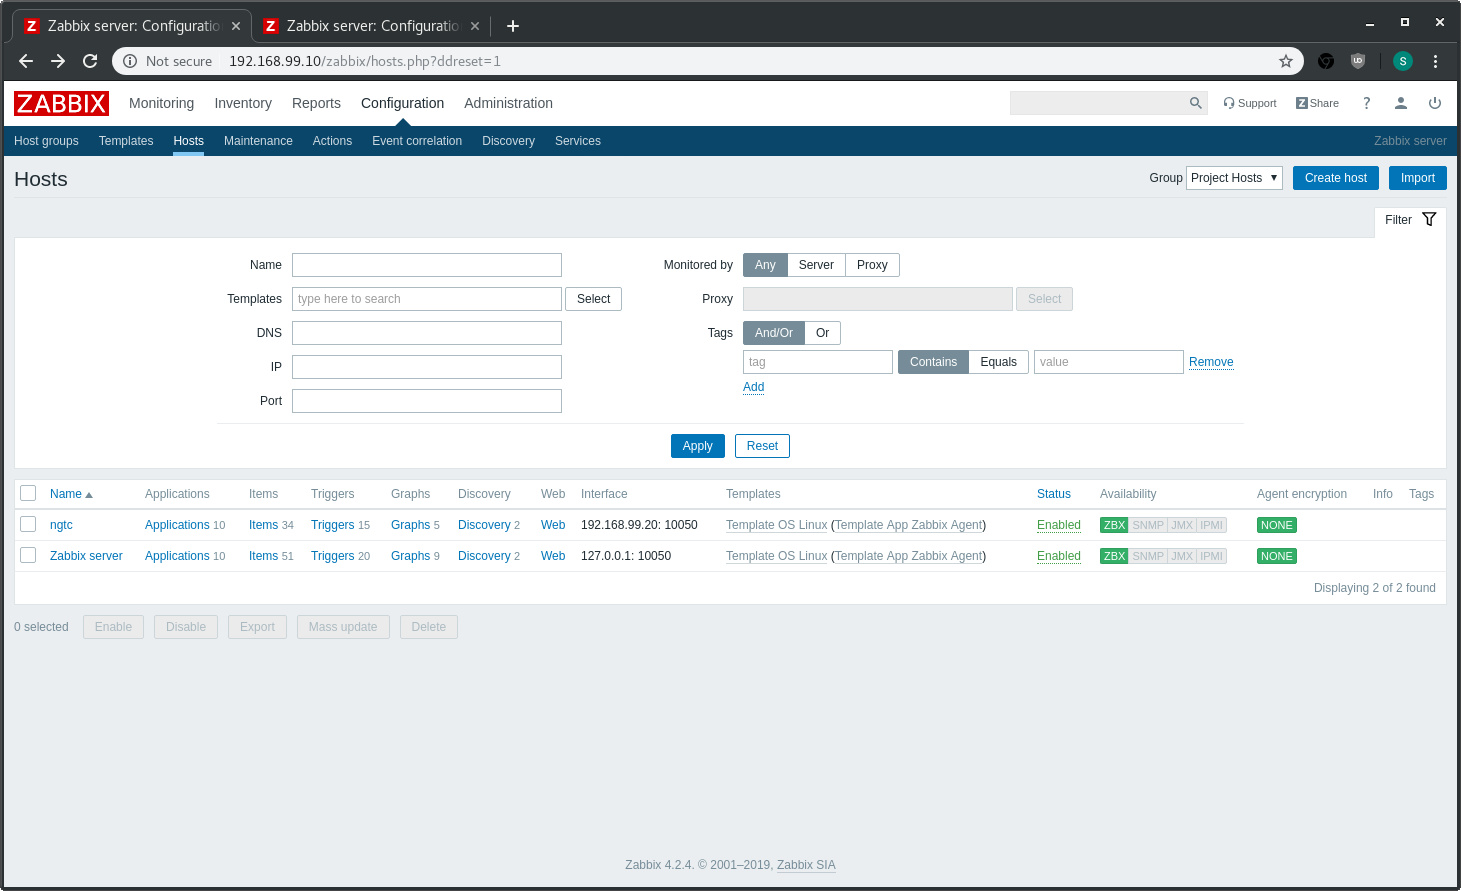 Z Zabbix server: Configuratio × Z Zabbix server: Configuratio × +
Not secure 192.168.99.10/zabbix/hosts.php?ddreset=1 UD S
ZABBIX Monitoring Inventory Reports Configuration Administration Support Z Share ?
Host groups Templates Hosts Maintenance Actions Event correlation Discovery Services Zabbix server
Hosts Group Project Hosts Create host Import
Filter
Name Monitored by Any Server Proxy
Templates type here to search Select Proxy Select
DNS Tags And/Or Or
tag Contains Equals value Remove
IP
Add
Port
Apply Reset
Name Applications Items Triggers Graphs Discovery Web Interface Templates Status Availability Agent encryption Info Tags
ngtc Applications 10 Items 34 Triggers 15 Graphs 5 Discovery 2 Web 192.168.99.20: 10050 Template OS Linux (Template App Zabbix Agent) Enabled ZBX SNMP JMX IPMI NONE
Zabbix server Applications 10 Items 51 Triggers 20 Graphs 9 Discovery 2 Web 127.0.0.1: 10050 Template OS Linux (Template App Zabbix Agent) Enabled ZBX SNMP JMX IPMI NONE
Displaying 2 of 2 found
0 selected Enable Disable Export Mass update Delete
Zabbix 4.2.4. © 2001–2019, Zabbix SIA